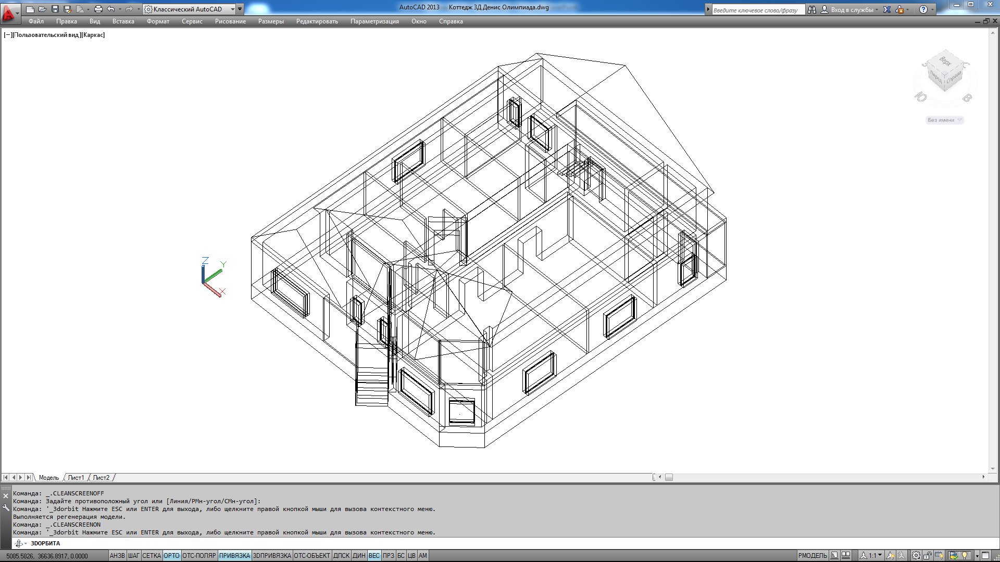 Классический AutoCAD
AutoCAD 2013 Коттедж 3Д Денис Олимпиада.dwg
Введите ключевое слово/фразу
Вход в службы
Файл Правка Вид Вставка Формат Сервис Рисование Размеры Редактировать Параметризация Окно Справка
[−][Пользовательский вид][Каркас]
Верх
Перед
Справа
З
С
Ю
В
Без имени
Z
Y
X
Модель Лист1 Лист2
Команда: _.CLEANSCREENOFF
Команда: Задайте противоположный угол или [Линия/РМн-угол/СМн-угол]:
Команда: '_3dorbit Нажмите ESC или ENTER для выхода, либо щелкните правой кнопкой мыши для вызова контекстного меню.
Выполняется регенерация модели.
Команда: _.CLEANSCREENON
Команда: '_3dorbit Нажмите ESC или ENTER для выхода, либо щелкните правой кнопкой мыши для вызова контекстного меню.
3DОРБИТА
5085.5826, 36636.8917, 0.0000
АНЗВ ШАГ СЕТКА ОРТО ОТС-ПОЛЯР ПРИВЯЗКА 3DПРИВЯЗКА ОТС-ОБЪЕКТ ДПСК ДИН ВЕС ПРЗ БС ЦВ АМ
РМОДЕЛЬ
1:1